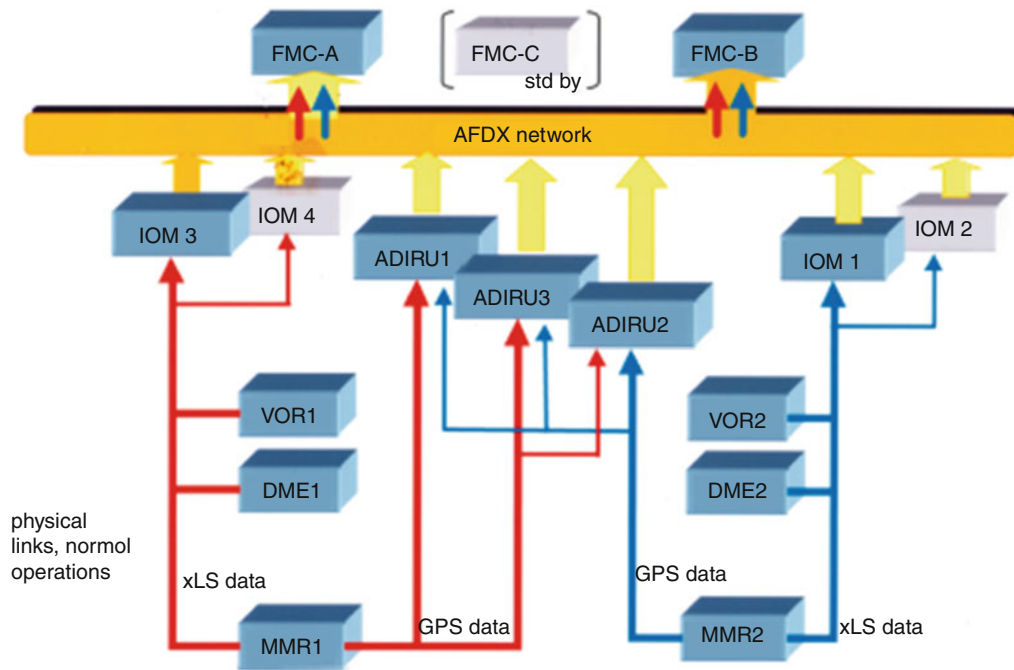 FMC-A
FMC-C
std by
FMC-B
AFDX network
IOM 3
IOM 4
ADIRU1
ADIRU3
ADIRU2
IOM 1
IOM 2
VOR1
DME1
VOR2
DME2
physical
links, normol
operations
xLS data
GPS data
GPS data
xLS data
MMR1
MMR2